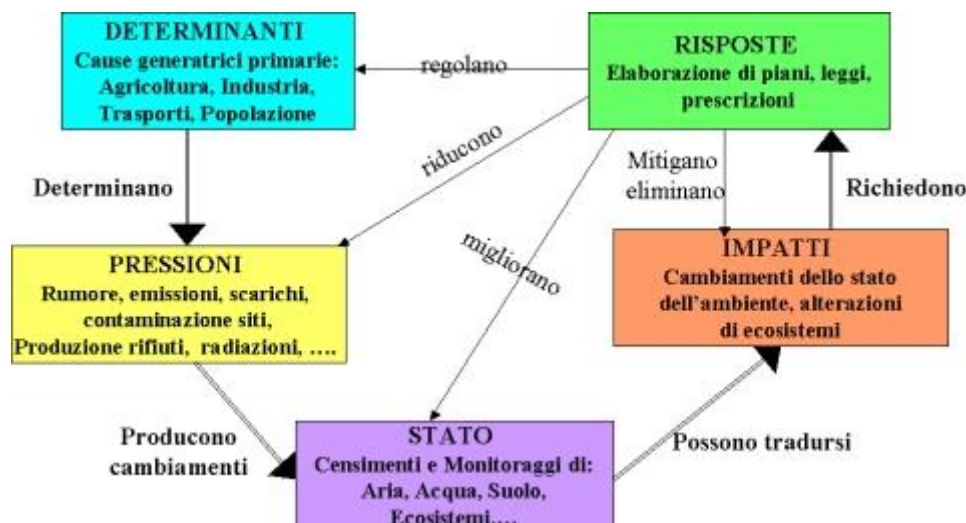 DETERMINANTI
Cause generatrici primarie:
Agricoltura, Industria,
Trasporti, Popolazione
regolano
RISPOSTE
Elaborazione di piani, leggi,
prescrizioni
riducono
Mitigano
eliminano
Determinano
Richiedono
migliorano
PRESSIONI
Rumore, emissioni, scarichi,
contaminazione siti,
Produzione rifiuti, radiazioni, ....
IMPATTI
Cambiamenti dello stato
dell'ambiente, alterazioni
di ecosistemi
Producono
cambiamenti
STATO
Censimenti e Monitoraggi di:
Aria, Acqua, Suolo,
Ecosistemi....
Possono tradursi